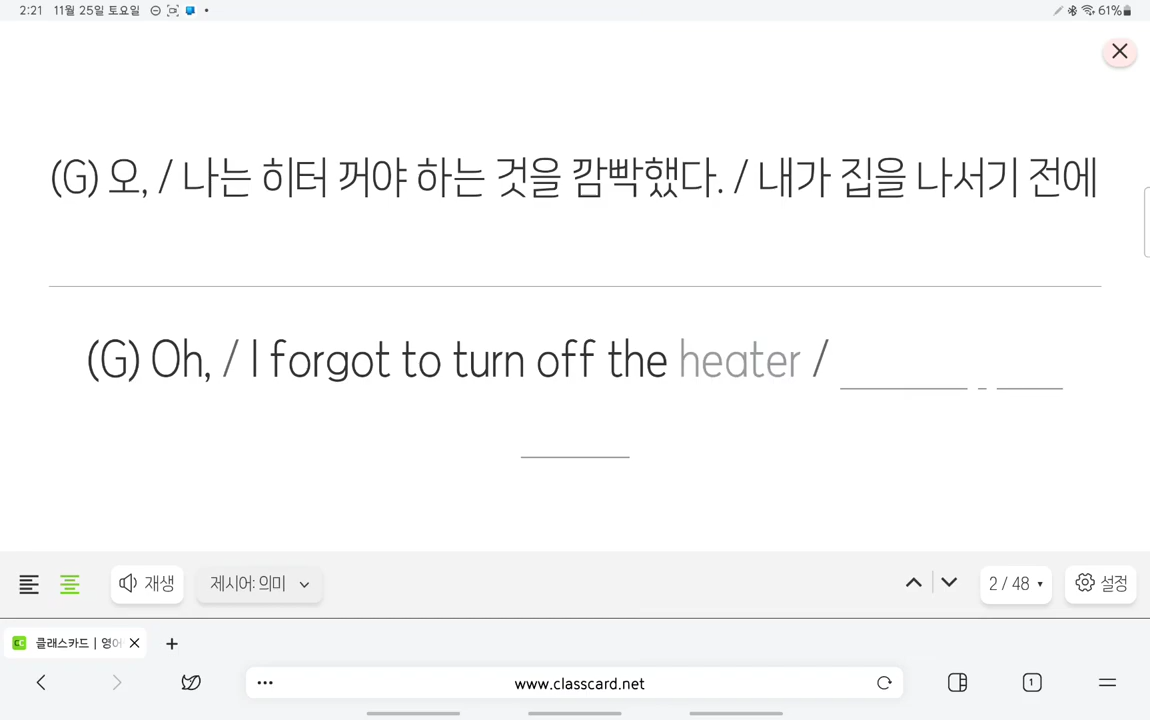 2:21 11월 25일 토요일
61%
(G) 오, / 나는 히터 꺼야 하는 것을 깜빡했다. / 내가 집을 나서기 전에
(G) Oh, / I forgot to turn off the heater /
재생 제시어: 의미 2 / 48 설정
클래스카드 | 영어
www.classcard.net 1